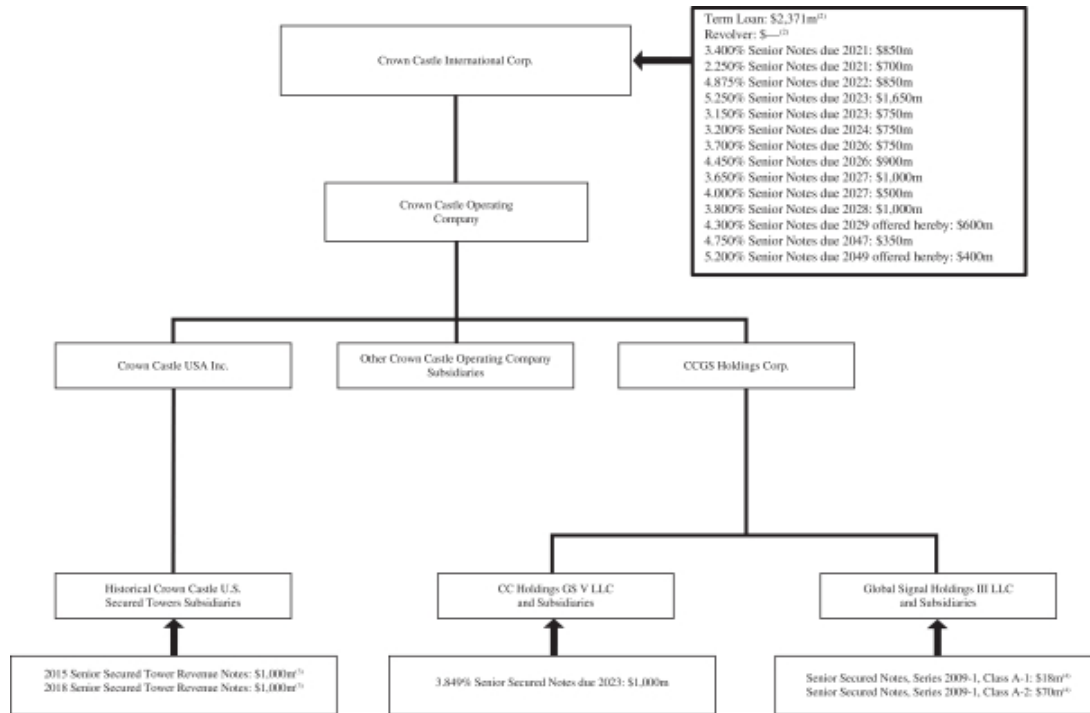 Crown Castle International Corp.
Term Loan: $2,371m(2)
Revolver: $—(2)
3.400% Senior Notes due 2021: $850m
2.250% Senior Notes due 2021: $700m
4.875% Senior Notes due 2022: $850m
5.250% Senior Notes due 2023: $1,650m
3.150% Senior Notes due 2023: $750m
3.200% Senior Notes due 2024: $750m
3.700% Senior Notes due 2026: $750m
4.450% Senior Notes due 2026: $900m
3.650% Senior Notes due 2027: $1,000m
4.000% Senior Notes due 2027: $500m
3.800% Senior Notes due 2028: $1,000m
4.300% Senior Notes due 2029 offered hereby: $600m
4.750% Senior Notes due 2047: $350m
5.200% Senior Notes due 2049 offered hereby: $400m
Crown Castle Operating
Company
Crown Castle USA Inc.
Other Crown Castle Operating Company
Subsidiaries
CCGS Holdings Corp.
Historical Crown Castle U.S.
Secured Towers Subsidiaries
CC Holdings GS V LLC
and Subsidiaries
Global Signal Holdings III LLC
and Subsidiaries
2015 Senior Secured Tower Revenue Notes: $1,000m(3)
2018 Senior Secured Tower Revenue Notes: $1,000m(3)
3.849% Senior Secured Notes due 2023: $1,000m
Senior Secured Notes, Series 2009-1, Class A-1: $18m(4)
Senior Secured Notes, Series 2009-1, Class A-2: $70m(4)